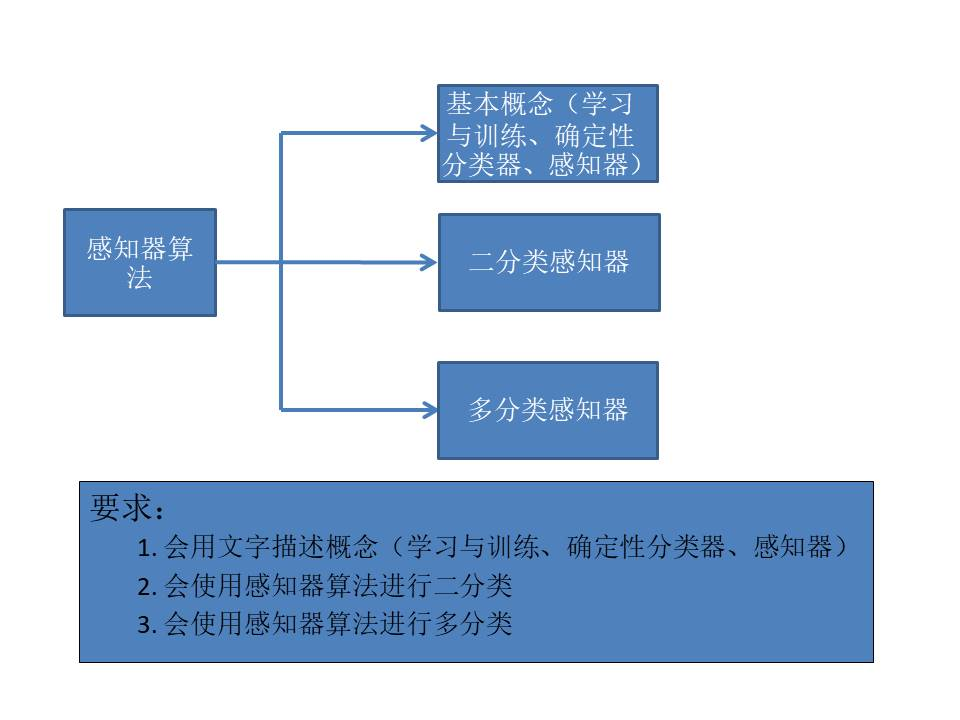 基本概念（学习
与训练、确定性
分类器、感知器）
感知器算
法
二分类感知器
多分类感知器
要求：
1. 会用文字描述概念（学习与训练、确定性分类器、感知器）
2. 会使用感知器算法进行二分类
3. 会使用感知器算法进行多分类